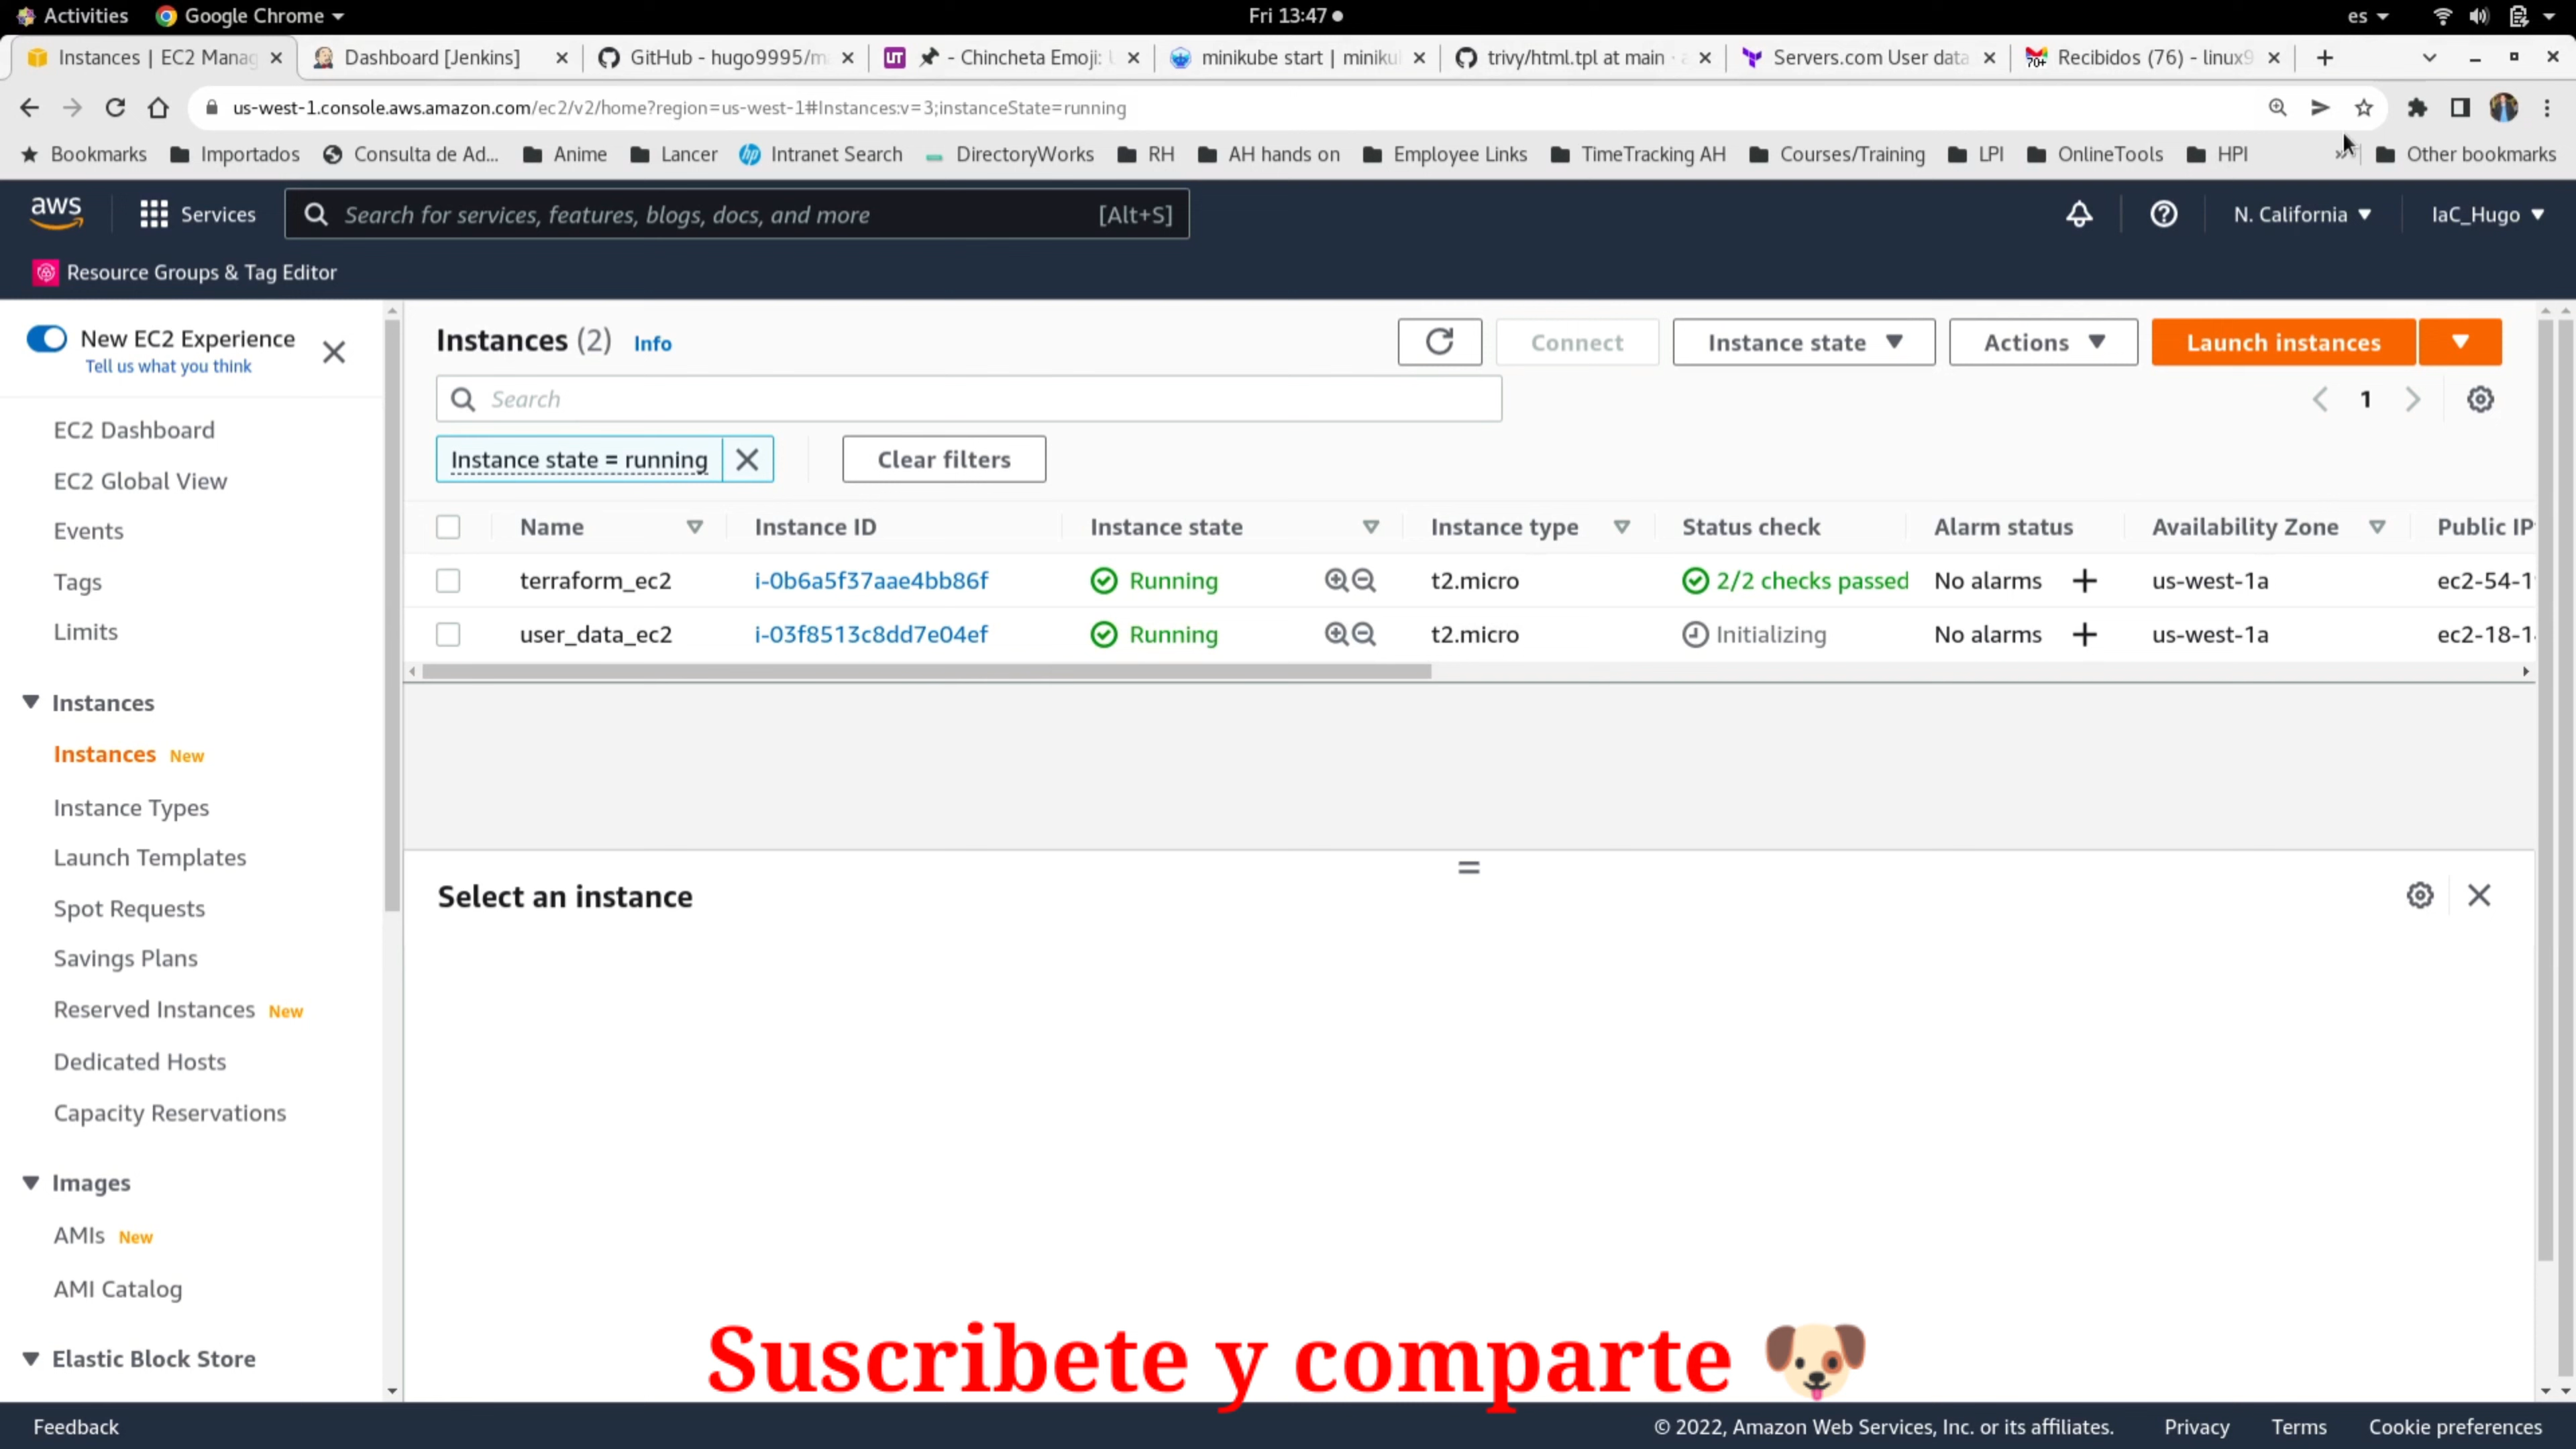 Activities Google Chrome Fri 13:47 es
Instances | EC2 Manag Dashboard [Jenkins] GitHub - hugo9995/m UT - Chincheta Emoji: minikube start | miniku trivy/html.tpl at main Servers.com User data 70+ Recibidos (76) - linux9
us-west-1.console.aws.amazon.com/ec2/v2/home?region=us-west-1#Instances:v=3;instanceState=running
Bookmarks Importados Consulta de Ad... Anime Lancer hp Intranet Search DirectoryWorks RH AH hands on Employee Links TimeTracking AH Courses/Training LPI OnlineTools HPI » Other bookmarks
aws Services Search for services, features, blogs, docs, and more [Alt+S] N. California IaC_Hugo
Resource Groups & Tag Editor
New EC2 Experience
Tell us what you think
EC2 Dashboard
EC2 Global View
Events
Tags
Limits
Instances
Instances New
Instance Types
Launch Templates
Spot Requests
Savings Plans
Reserved Instances New
Dedicated Hosts
Capacity Reservations
Images
AMIs New
AMI Catalog
Elastic Block Store
Instances (2) Info Connect Instance state Actions Launch instances
Search 1
Instance state = running Clear filters
Name Instance ID Instance state Instance type Status check Alarm status Availability Zone Public IP
terraform_ec2 i-0b6a5f37aae4bb86f Running t2.micro 2/2 checks passed No alarms + us-west-1a ec2-54-1
user_data_ec2 i-03f8513c8dd7e04ef Running t2.micro Initializing No alarms + us-west-1a ec2-18-1
Select an instance
Suscribete y comparte
Feedback © 2022, Amazon Web Services, Inc. or its affiliates. Privacy Terms Cookie preferences